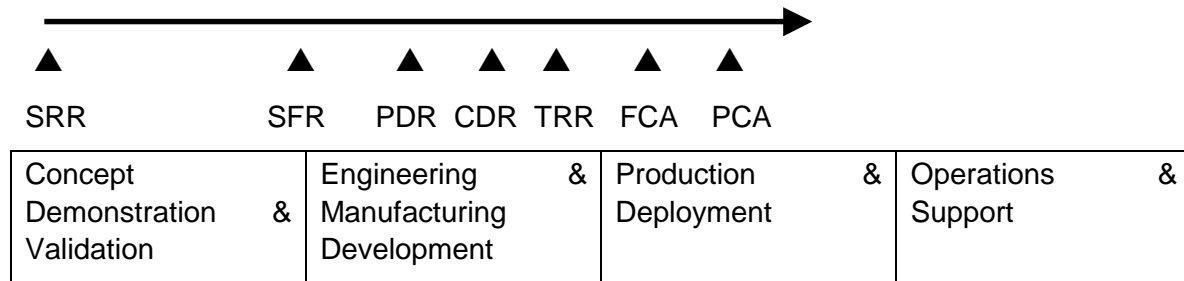 SRR SFR PDR CDR TRR FCA PCA
Concept Demonstration & Validation
Engineering & Manufacturing Development
Production & Deployment
Operations & Support